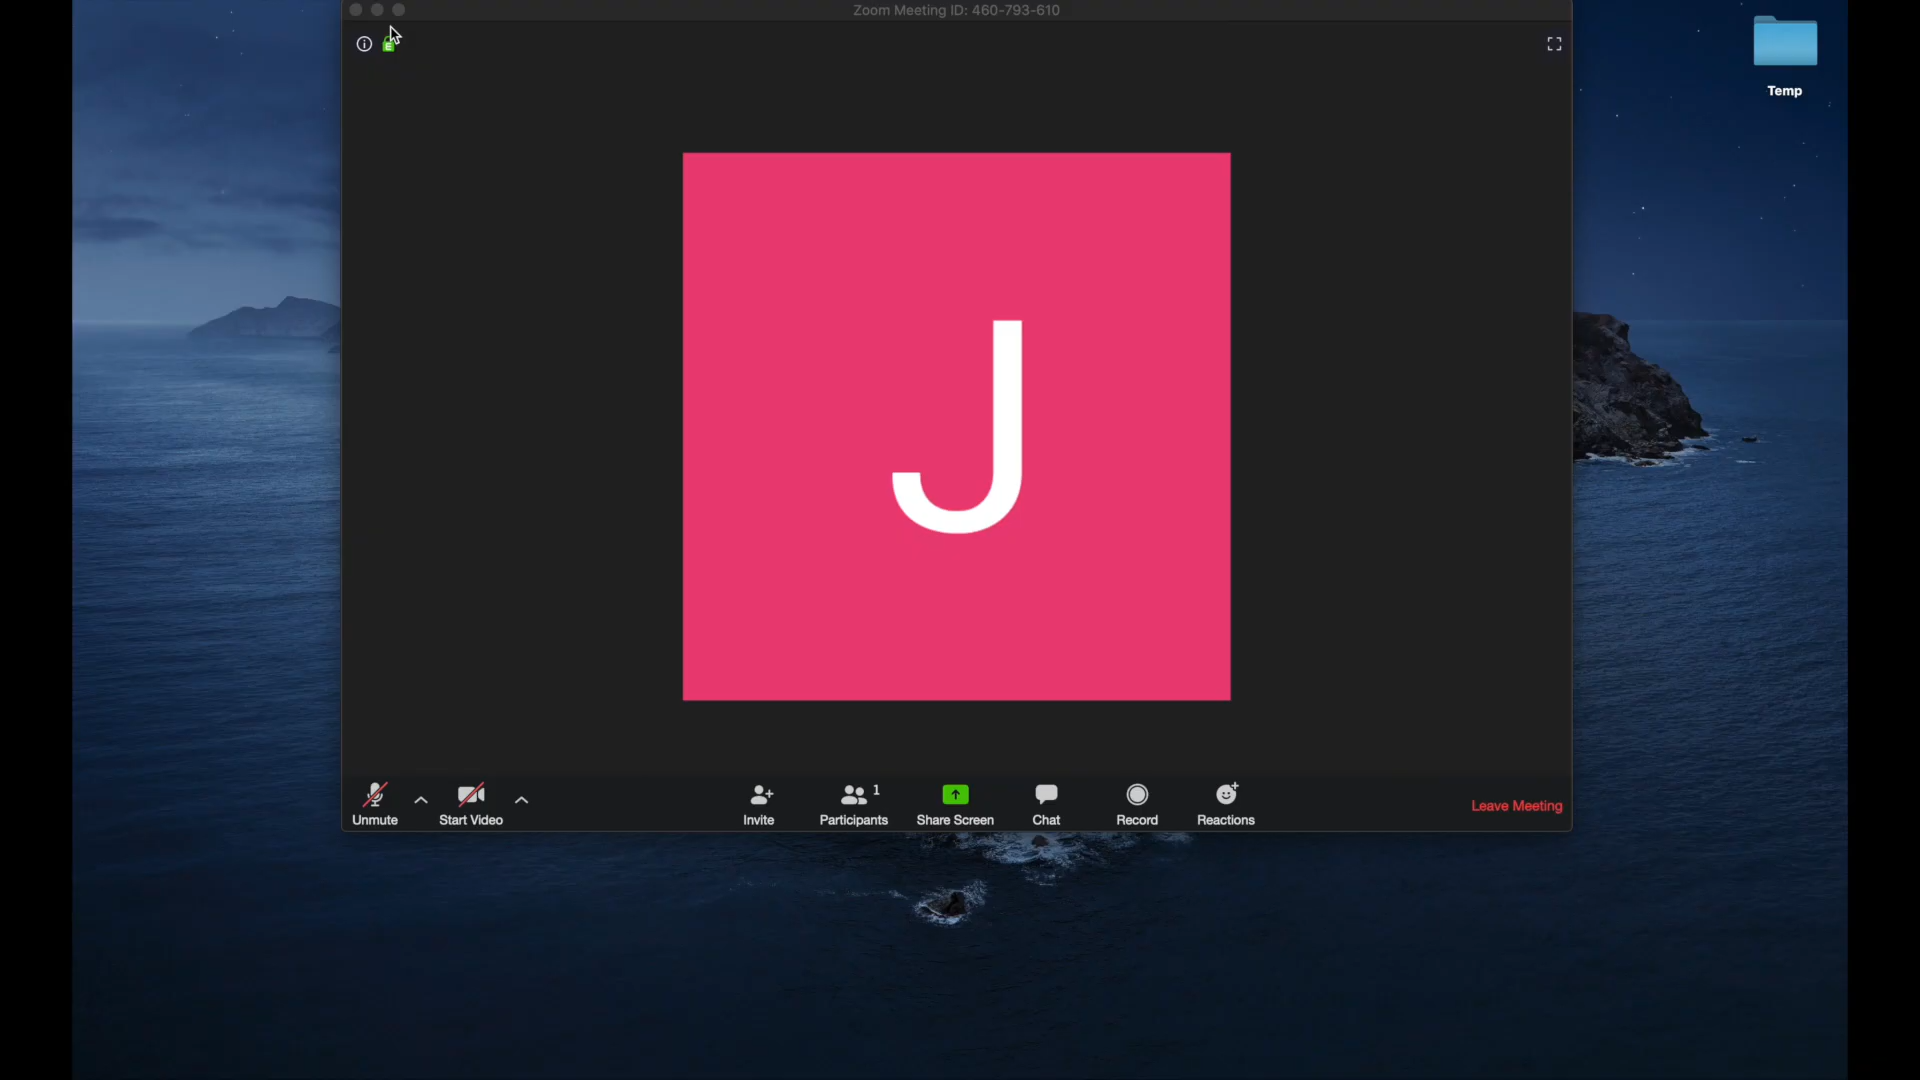 Zoom Meeting ID: 460-793-610
E
Temp
J
1
Unmute
Start Video
Invite
Participants
Share Screen
Chat
Record
Reactions
Leave Meeting